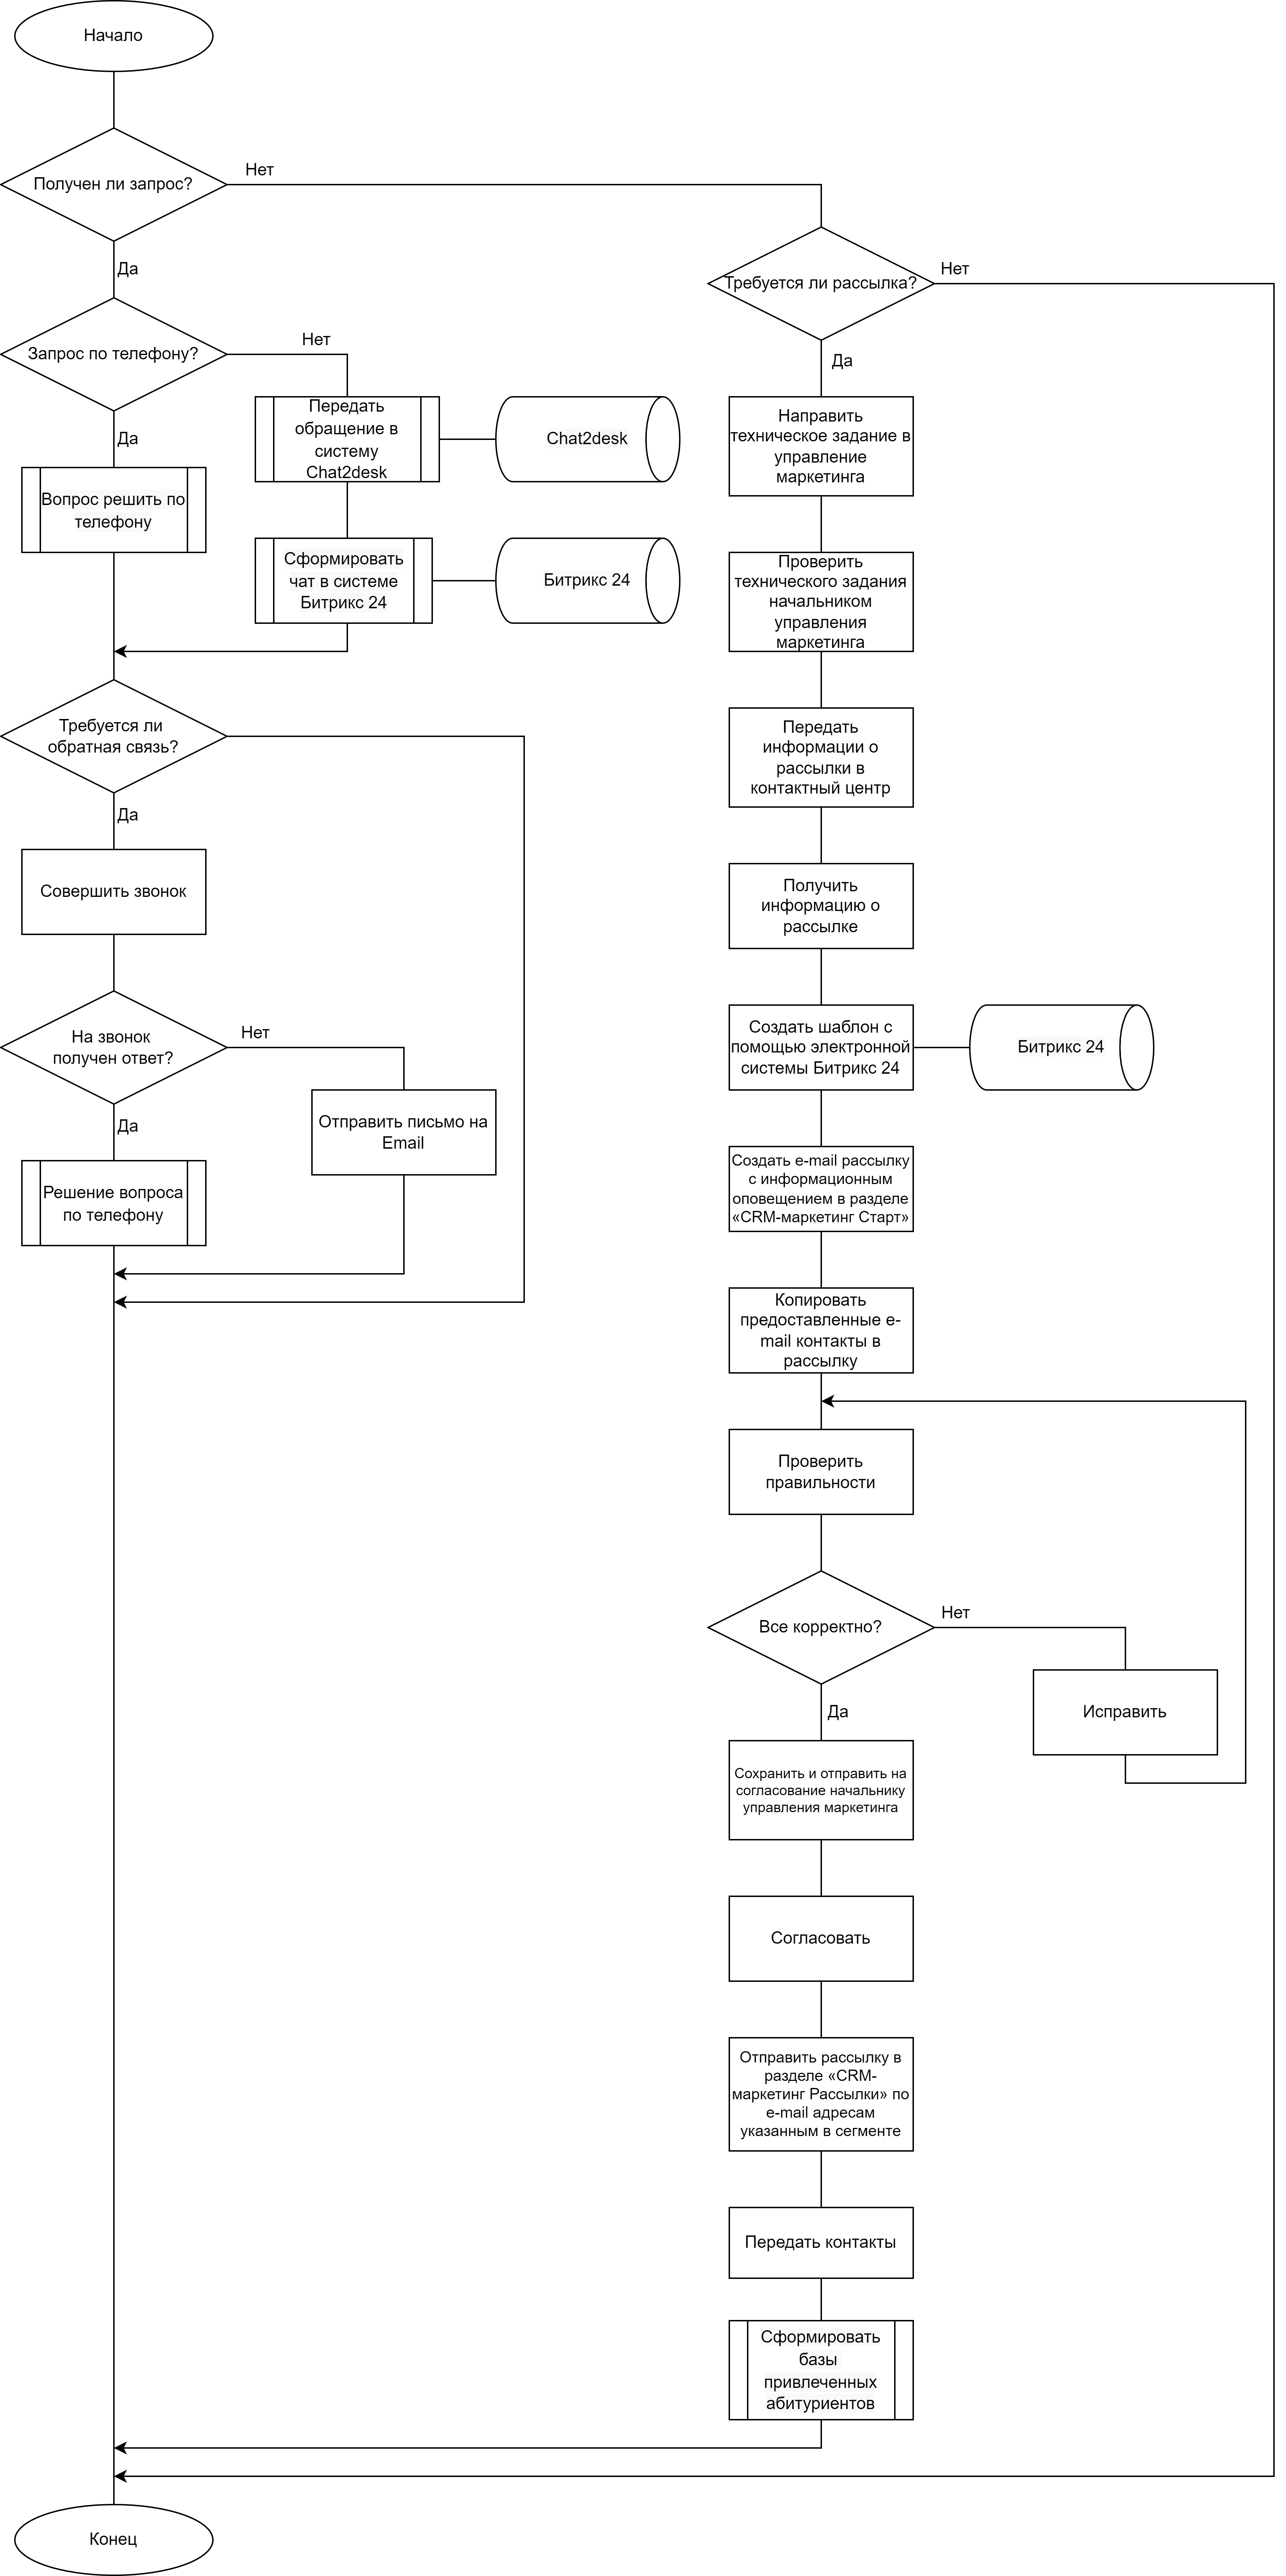 Начало
Получен ли запрос?
Нет
Да
Запрос по телефону?
Нет
Да
Вопрос решить по
телефону
Передать
обращение в
систему
Chat2desk
Chat2desk
Сформировать
чат в системе
Битрикс 24
Битрикс 24
Требуется ли
обратная связь?
Да
Совершить звонок
На звонок
получен ответ?
Нет
Да
Отправить письмо на
Email
Решение вопроса
по телефону
Требуется ли рассылка?
Нет
Да
Направить
техническое задание в
управление
маркетинга
Проверить
технического задания
начальником
управления
маркетинга
Передать
информации о
рассылки в
контактный центр
Получить
информацию о
рассылке
Создать шаблон с
помощью электронной
системы Битрикс 24
Битрикс 24
Создать e-mail рассылку
с информационным
оповещением в разделе
«CRM-маркетинг Старт»
Копировать
предоставленные e-
mail контакты в
рассылку
Проверить
правильности
Все корректно?
Нет
Да
Исправить
Сохранить и отправить на
согласование начальнику
управления маркетинга
Согласовать
Отправить рассылку в
разделе «CRM-
маркетинг Рассылки» по
e-mail адресам
указанным в сегменте
Передать контакты
Сформировать
базы
привлеченных
абитуриентов
Конец